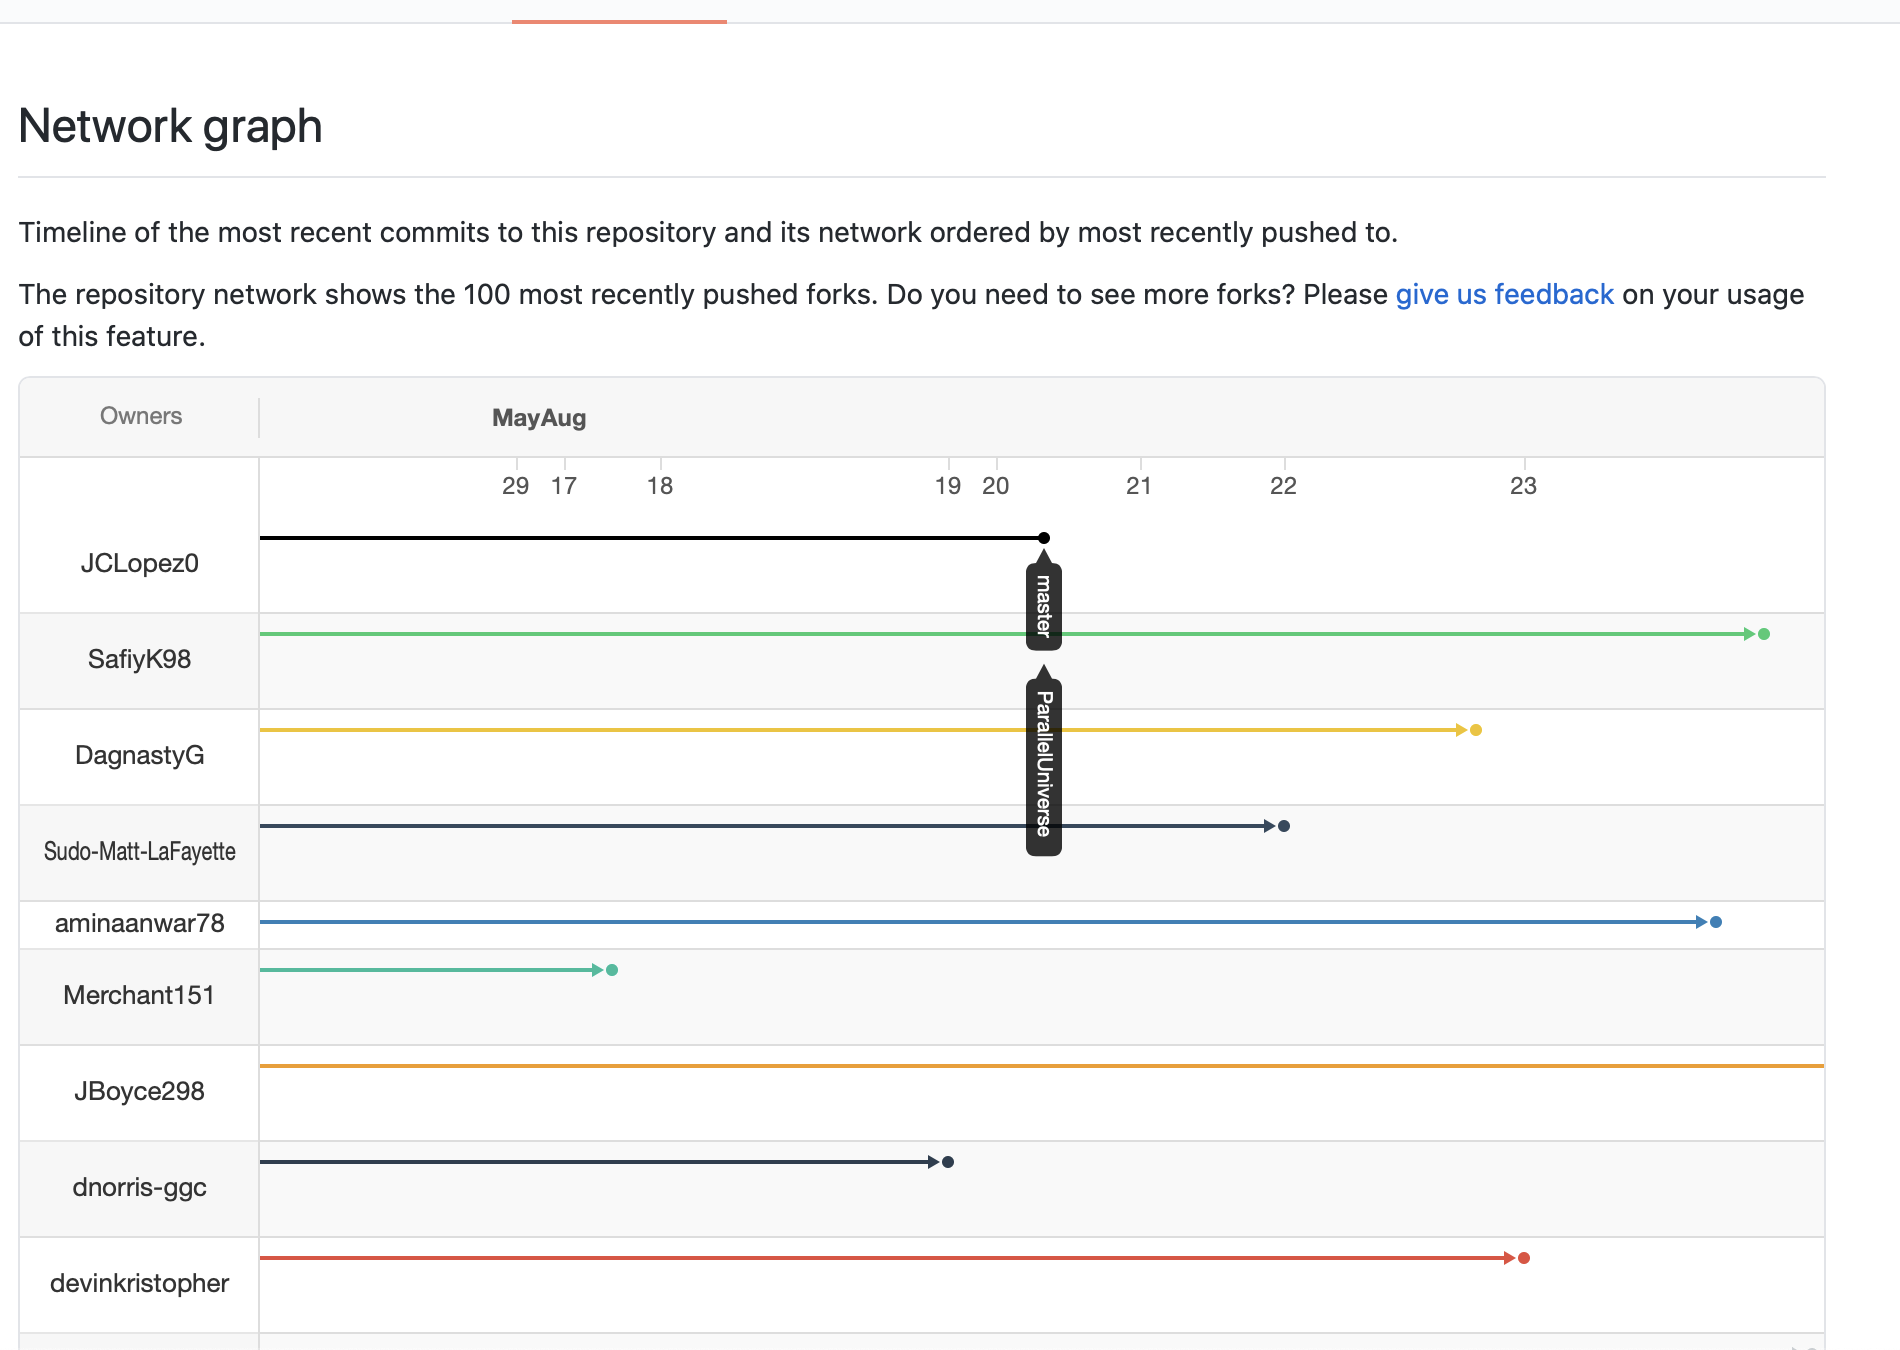 Network graph
Timeline of the most recent commits to this repository and its network ordered by most recently pushed to.
The repository network shows the 100 most recently pushed forks. Do you need to see more forks? Please give us feedback on your usage
of this feature.
Owners
MayAug
29 17 18 19 20 21 22 23
JCLopez0
master
SafiyK98
ParallelUniverse
DagnastyG
Sudo-Matt-LaFayette
aminaanwar78
Merchant151
JBoyce298
dnorris-ggc
devinkristopher